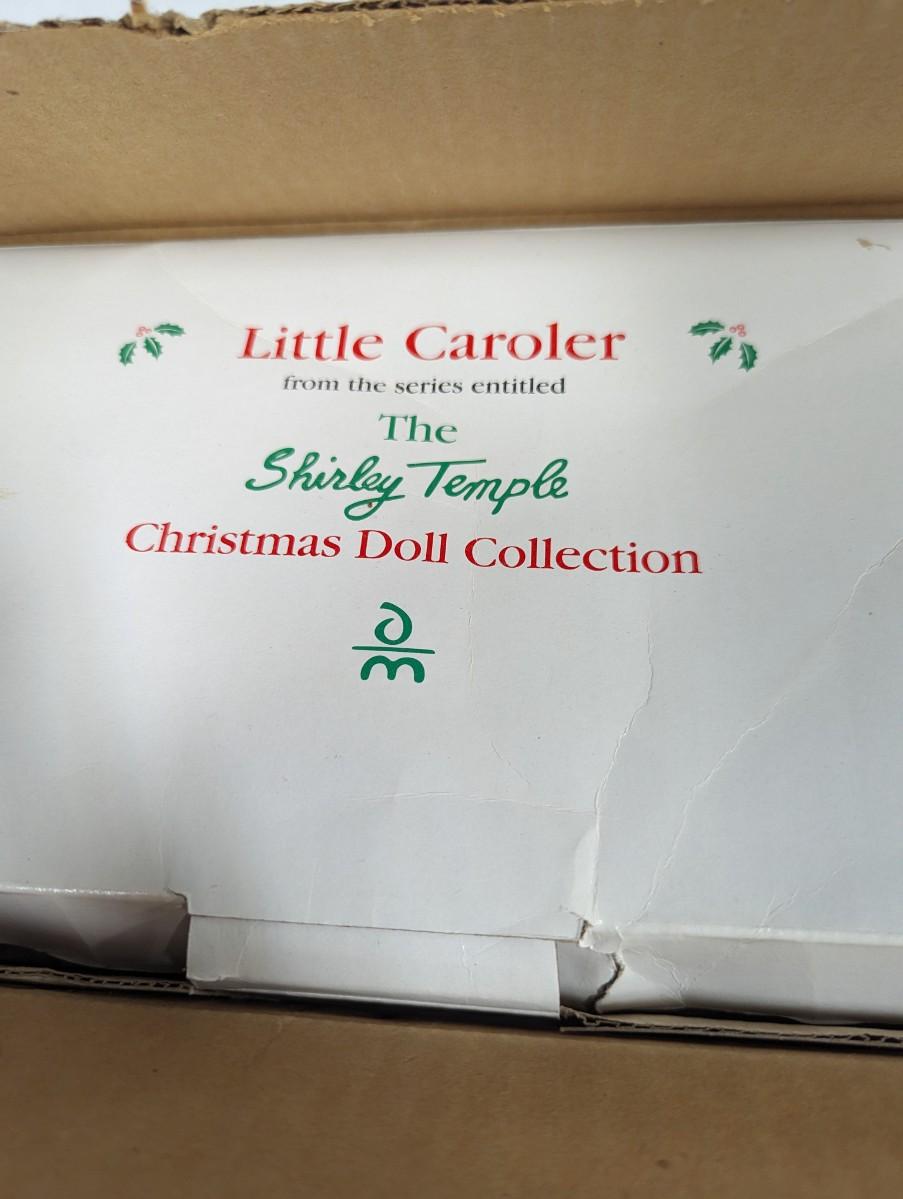 Little Caroler
from the series entitled
The
Shirley Temple
Christmas Doll Collection